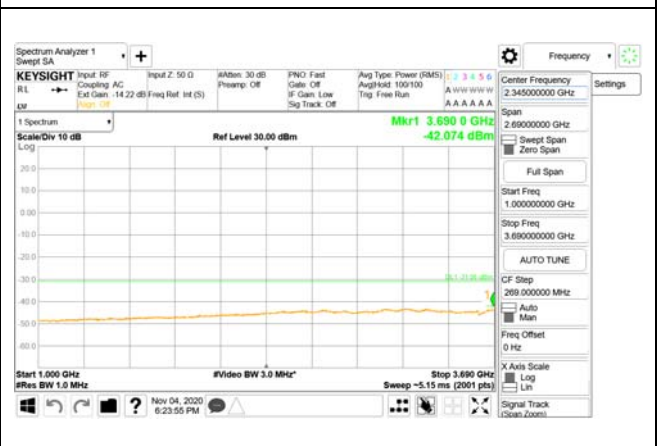 Spectrum Analyzer 1
Swept SA
+
Frequency
KEYSIGHT Input: RF Input Z: 50 Ω #Atten: 30 dB PNO: Fast Avg Type: Power (RMS) 1 2 3 4 5 6
RL Coupling: AC Preamp: Off Gate: Off Avg|Hold: 100/100 A W W W W W
Ext Gain: -14.22 dB Freq Ref: Int (S) IF Gain: Low Trig: Free Run
Align: Off Sig Track: Off A A A A A A
Center Frequency
2.345000000 GHz
Settings
1 Spectrum
Mkr1 3.690 0 GHz
Scale/Div 10 dB Ref Level 30.00 dBm -42.074 dBm
Log
20.0
10.0
0.00
-10.0
-20.0
-30.0
-40.0
-50.0
-60.0
1
Start 1.000 GHz #Video BW 3.0 MHz* Stop 3.690 GHz
#Res BW 1.0 MHz Sweep ~5.15 ms (2001 pts)
Span
2.69000000 GHz
Swept Span
Zero Span
Full Span
Start Freq
1.000000000 GHz
Stop Freq
3.690000000 GHz
AUTO TUNE
CF Step
269.000000 MHz
Auto
Man
Freq Offset
0 Hz
X Axis Scale
Log
Lin
Signal Track
(Span Zoom)
? Nov 04, 2020
6:23:55 PM